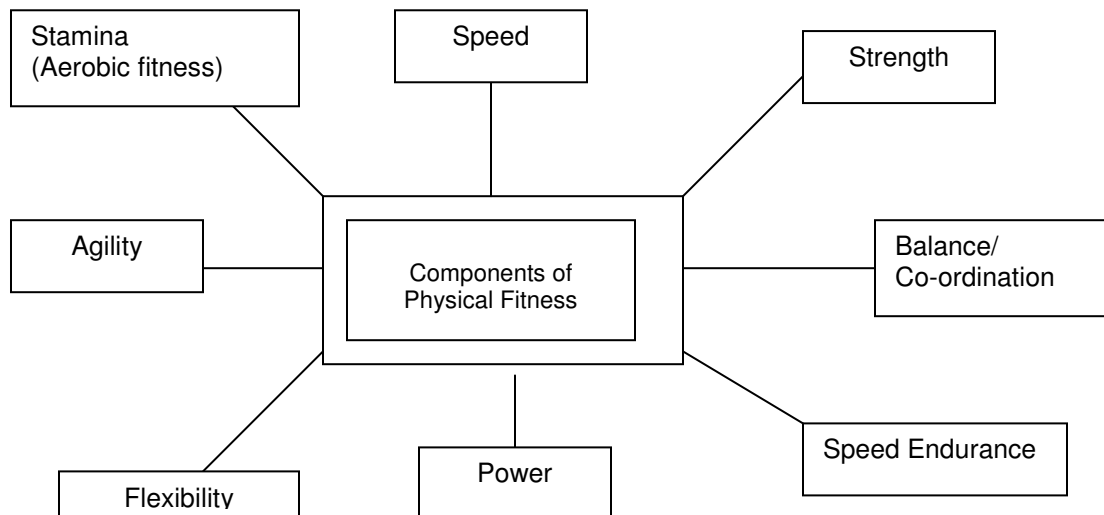 Stamina
(Aerobic fitness)
Speed
Strength
Agility
Components of
Physical Fitness
Balance/
Co-ordination
Speed Endurance
Power
Flexibility